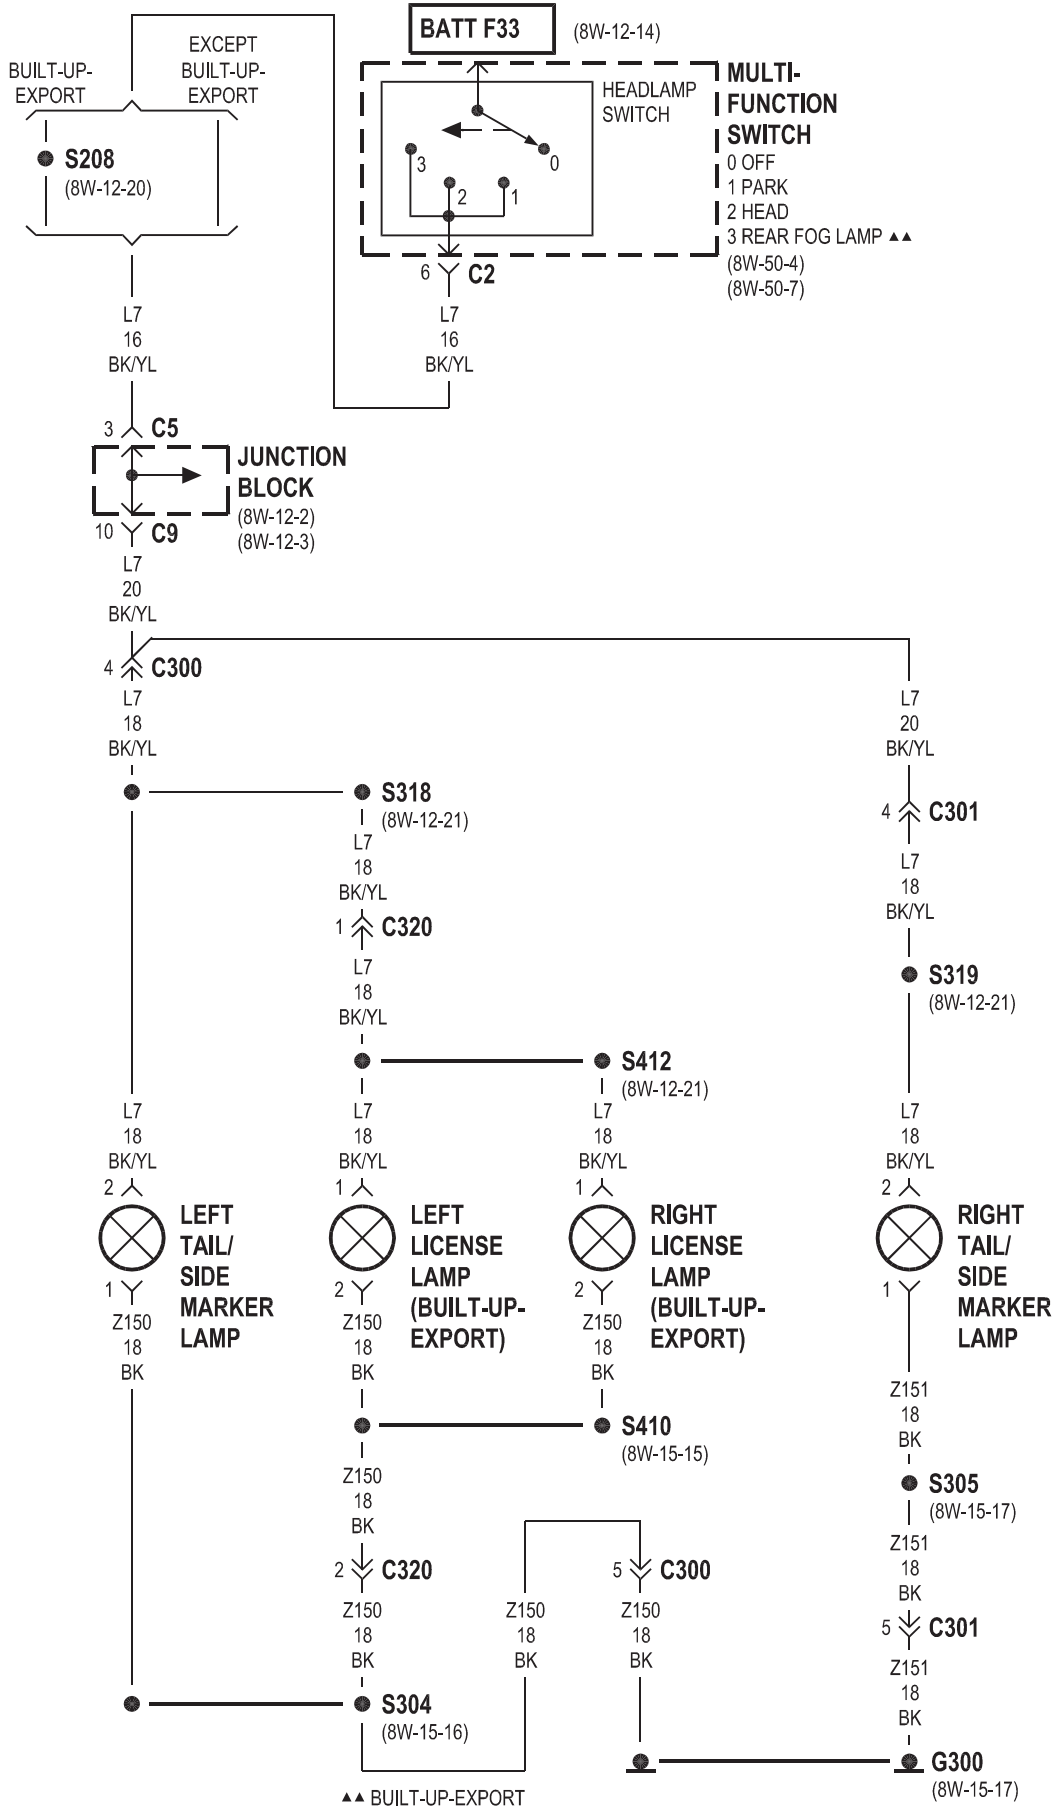 BATT F33
(8W-12-14)
EXCEPT
BUILT-UP-
EXPORT
BUILT-UP-
EXPORT
S208
(8W-12-20)
HEADLAMP
SWITCH
MULTI-
FUNCTION
SWITCH
0 OFF
1 PARK
2 HEAD
3 REAR FOG LAMP ▲▲
(8W-50-4)
(8W-50-7)
3
2
1
0
6
C2
L7
16
BK/YL
L7
16
BK/YL
3
C5
JUNCTION
BLOCK
(8W-12-2)
(8W-12-3)
10
C9
L7
20
BK/YL
4
C300
L7
18
BK/YL
L7
20
BK/YL
S318
(8W-12-21)
4
C301
L7
18
BK/YL
L7
18
BK/YL
1
C320
L7
18
BK/YL
S319
(8W-12-21)
S412
(8W-12-21)
L7
18
BK/YL
L7
18
BK/YL
L7
18
BK/YL
L7
18
BK/YL
2
1
1
2
LEFT
TAIL/
SIDE
MARKER
LAMP
LEFT
LICENSE
LAMP
(BUILT-UP-
EXPORT)
RIGHT
LICENSE
LAMP
(BUILT-UP-
EXPORT)
RIGHT
TAIL/
SIDE
MARKER
LAMP
1
2
2
1
Z150
18
BK
Z150
18
BK
Z150
18
BK
Z151
18
BK
S410
(8W-15-15)
Z150
18
BK
S305
(8W-15-17)
Z151
18
BK
2
C320
5
C300
Z150
18
BK
Z150
18
BK
Z150
18
BK
5
C301
Z151
18
BK
S304
(8W-15-16)
G300
(8W-15-17)
▲▲ BUILT-UP-EXPORT